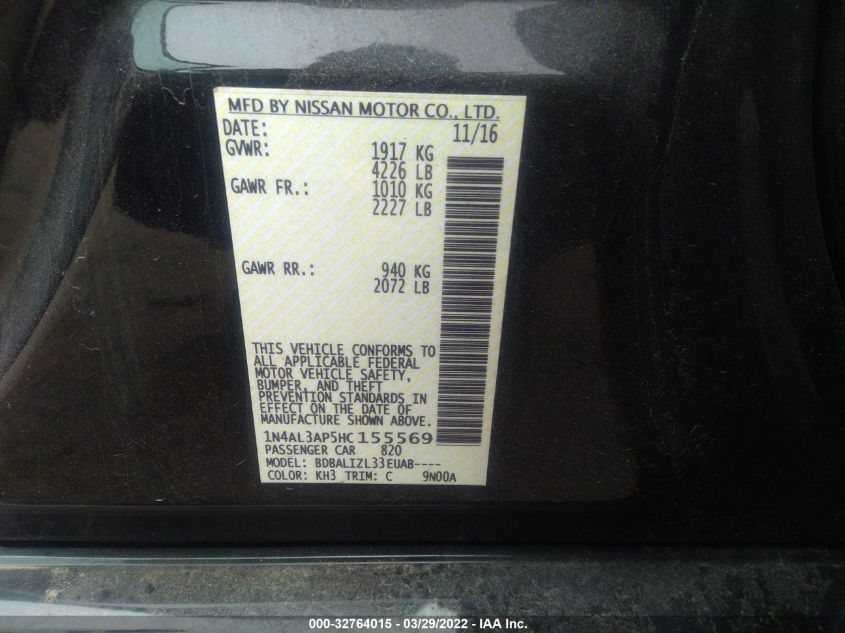 MFD BY NISSAN MOTOR CO., LTD.
DATE: 11/16
GVWR: 1917 KG
4226 LB
GAWR FR.: 1010 KG
2227 LB
GAWR RR.: 940 KG
2072 LB
THIS VEHICLE CONFORMS TO
ALL APPLICABLE FEDERAL
MOTOR VEHICLE SAFETY,
BUMPER, AND THEFT
PREVENTION STANDARDS IN
EFFECT ON THE DATE OF
MANUFACTURE SHOWN ABOVE.
1N4AL3AP5HC155569
PASSENGER CAR 820
MODEL: BDBALIZL33EUAB----
COLOR: KH3 TRIM: C 9N00A
000-32764015 - 03/29/2022 - IAA Inc.